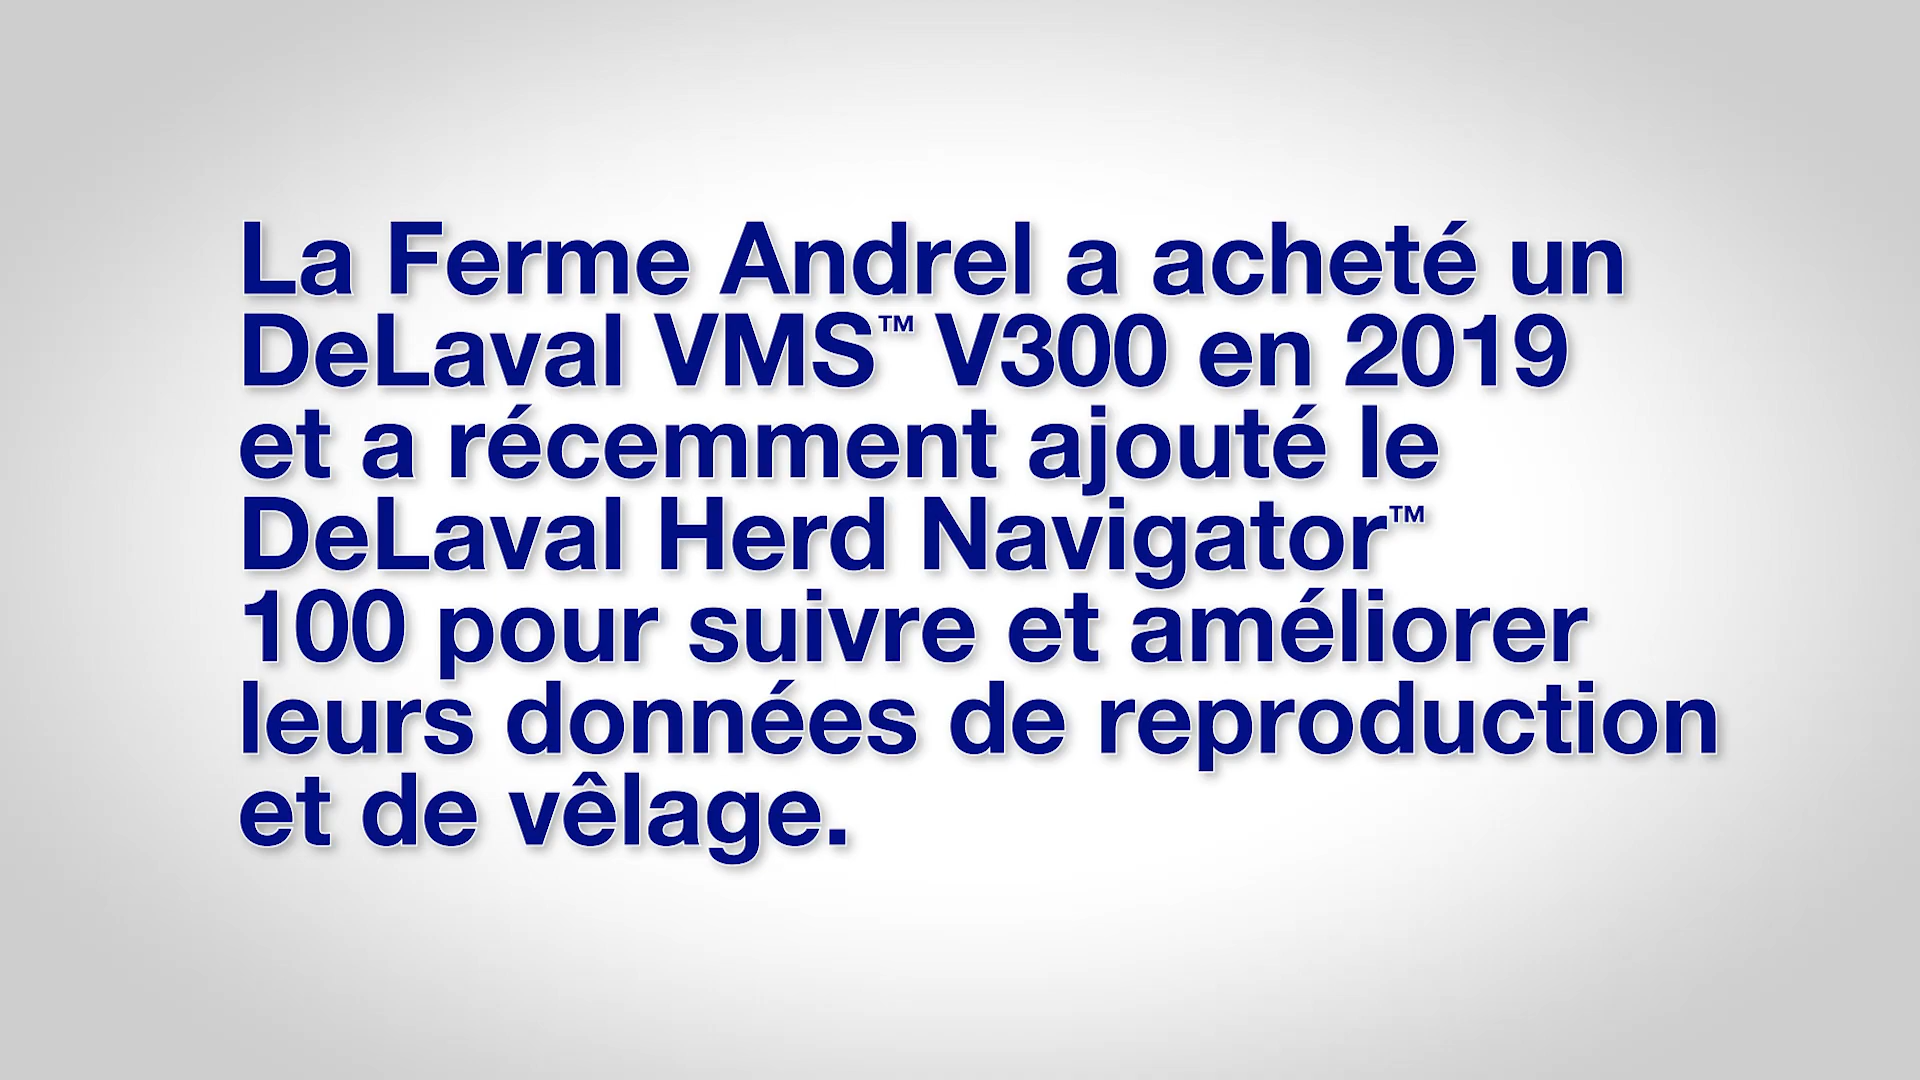 La Ferme Andrel a acheté un
DeLaval VMS™ V300 en 2019
et a récemment ajouté le
DeLaval Herd Navigator™
100 pour suivre et améliorer
leurs données de reproduction
et de vêlage.